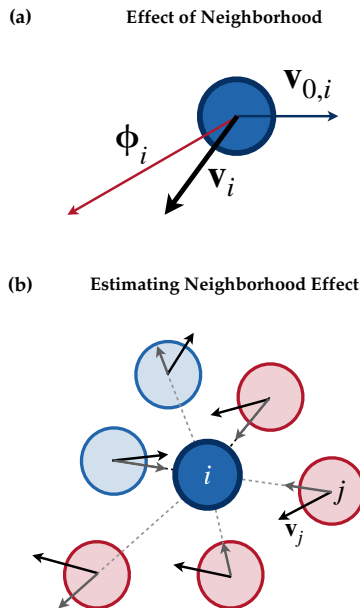 (a) Effect of Neighborhood
v₀,ᵢ
ϕᵢ
vᵢ
(b) Estimating Neighborhood Effect
i
j
vⱼ